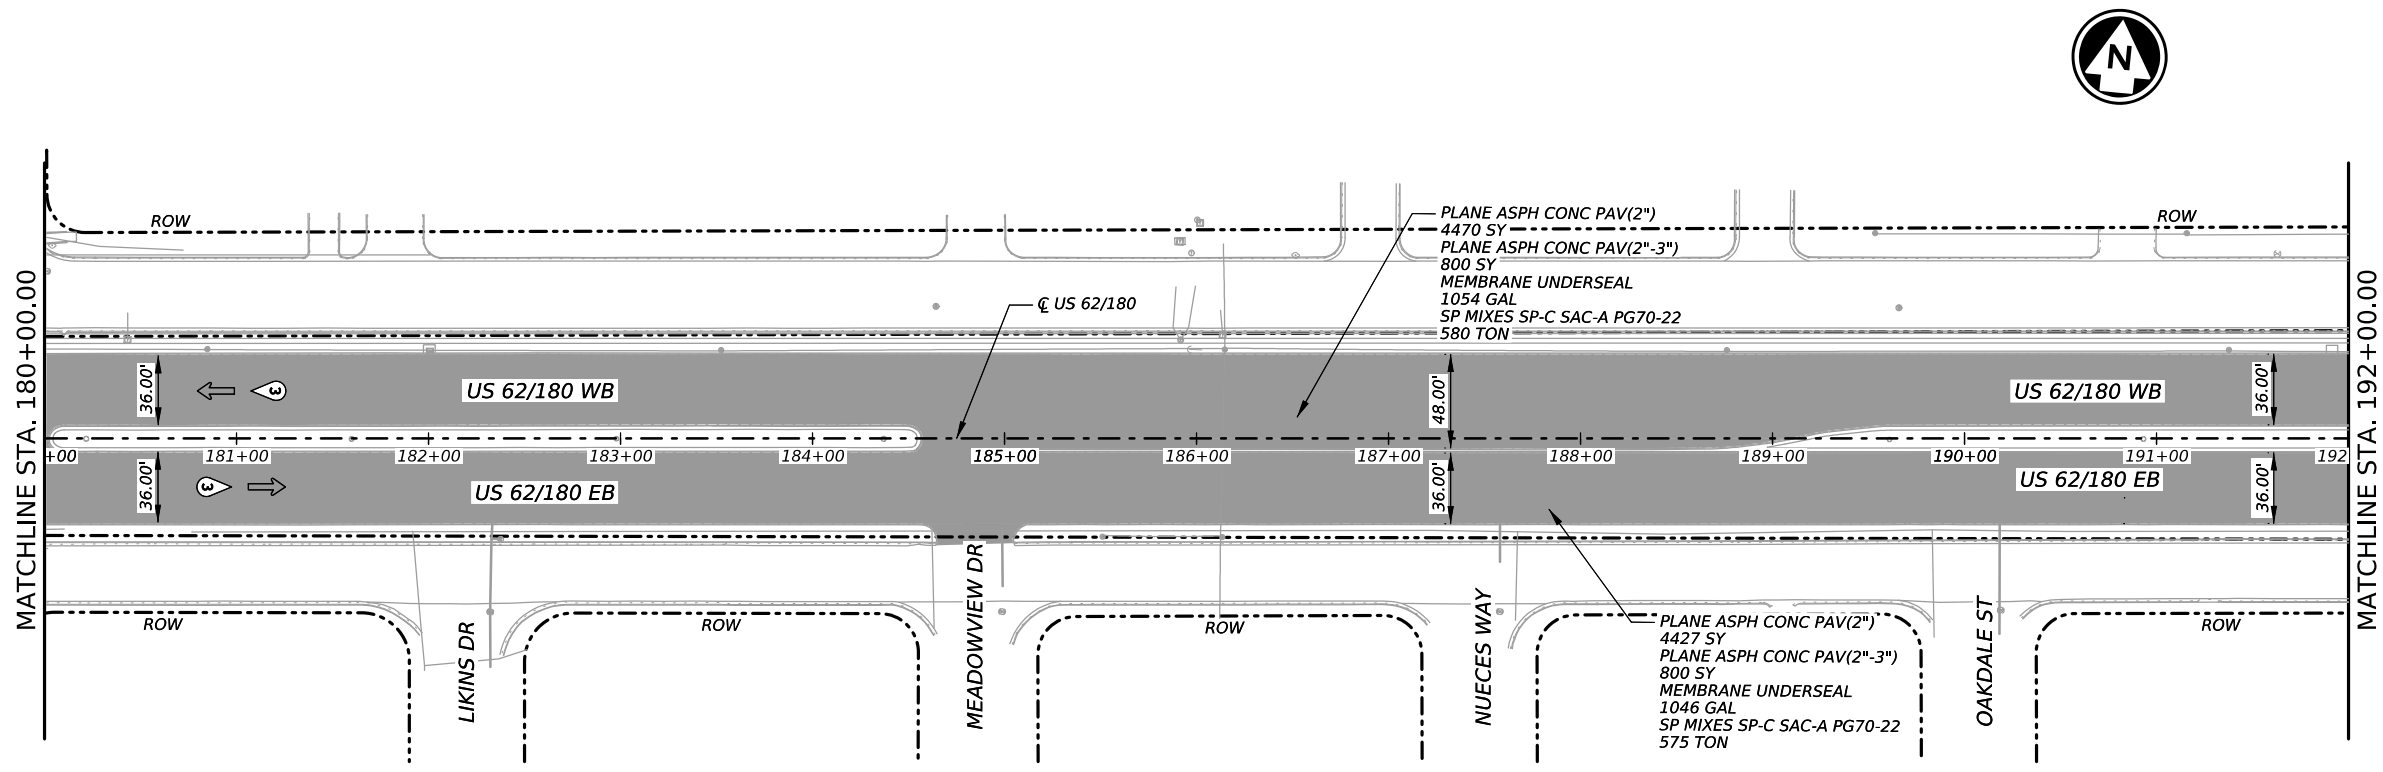 N
ROW
ROW
PLANE ASPH CONC PAV(2")
4470 SY
PLANE ASPH CONC PAV(2"-3")
800 SY
MEMBRANE UNDERSEAL
1054 GAL
SP MIXES SP-C SAC-A PG70-22
580 TON
℄ US 62/180
MATCHLINE STA. 180+00.00
MATCHLINE STA. 192+00.00
36.00'
3
US 62/180 WB
48.00'
US 62/180 WB
36.00'
+00
181+00
182+00
183+00
184+00
185+00
186+00
187+00
188+00
189+00
190+00
191+00
192
36.00'
3
US 62/180 EB
36.00'
US 62/180 EB
36.00'
ROW
LIKINS DR
ROW
MEADOWVIEW DR
ROW
NUECES WAY
OAKDALE ST
ROW
PLANE ASPH CONC PAV(2")
4427 SY
PLANE ASPH CONC PAV(2"-3")
800 SY
MEMBRANE UNDERSEAL
1046 GAL
SP MIXES SP-C SAC-A PG70-22
575 TON